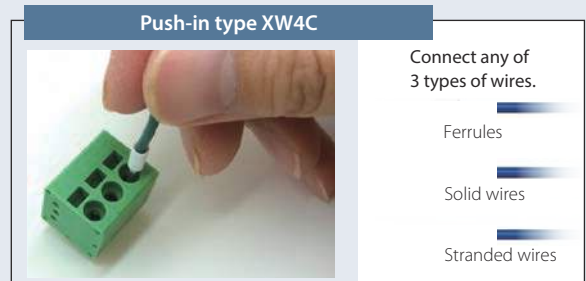 Push-in type XW4C
Connect any of
3 types of wires.
Ferrules
Solid wires
Stranded wires